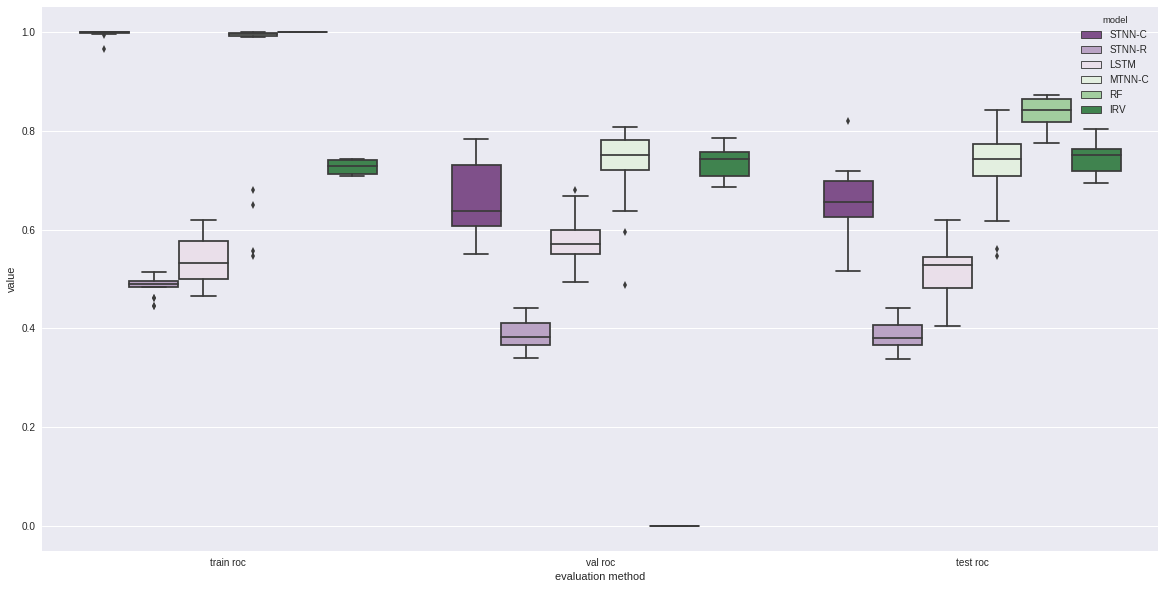 model
STNN-C
STNN-R
LSTM
MTNN-C
RF
IRV
1.0
0.8
0.6
0.4
0.2
0.0
value
train roc
val roc
test roc
evaluation method